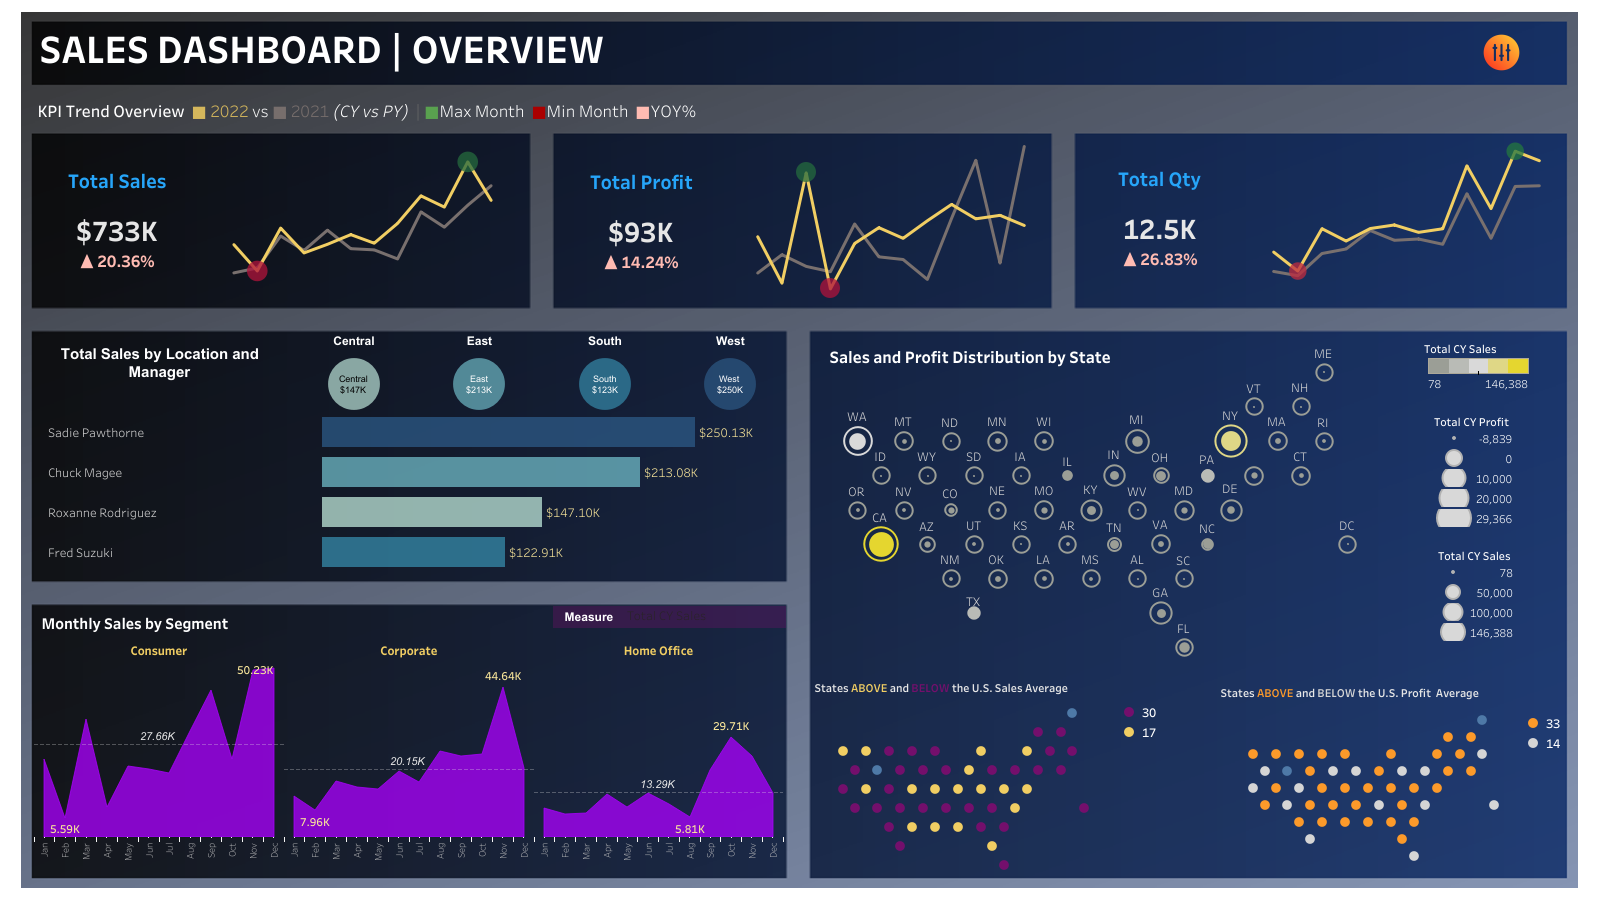 SALES DASHBOARD | OVERVIEW
KPI Trend Overview 2022 vs 2021 (CY vs PY) | Max Month Min Month YOY%
Total Sales
$733K
▲ 20.36%
Total Profit
$93K
▲ 14.24%
Total Qty
12.5K
▲ 26.83%
Total Sales by Location and
Manager
Central East South West
Central
$147K
East
$213K
South
$123K
West
$250K
Sadie Pawthorne $250.13K
Chuck Magee $213.08K
Roxanne Rodriguez $147.10K
Fred Suzuki $122.91K
Monthly Sales by Segment
Measure
Consumer
50.23K
27.66K
5.59K
Jan Feb Mar Apr May Jun Jul Aug Sep Oct Nov Dec
Corporate
44.64K
20.15K
7.96K
Jan Feb Mar Apr May Jun Jul Aug Sep Oct Nov Dec
Home Office
29.71K
13.29K
5.81K
Jan Feb Mar Apr May Jun Jul Aug Sep Oct Nov Dec
Sales and Profit Distribution by State
ME
VT NH
WA MT ND MN WI MI NY MA RI
ID WY SD IA IL IN OH PA CT
OR NV CO NE MO KY WV MD DE
CA AZ UT KS AR TN VA NC DC
NM OK LA MS AL SC
TX GA
FL
Total CY Sales
78 146,388
Total CY Profit
-8,839
0
10,000
20,000
29,366
Total CY Sales
78
50,000
100,000
146,388
States ABOVE and BELOW the U.S. Sales Average
30
17
States ABOVE and BELOW the U.S. Profit Average
33
14